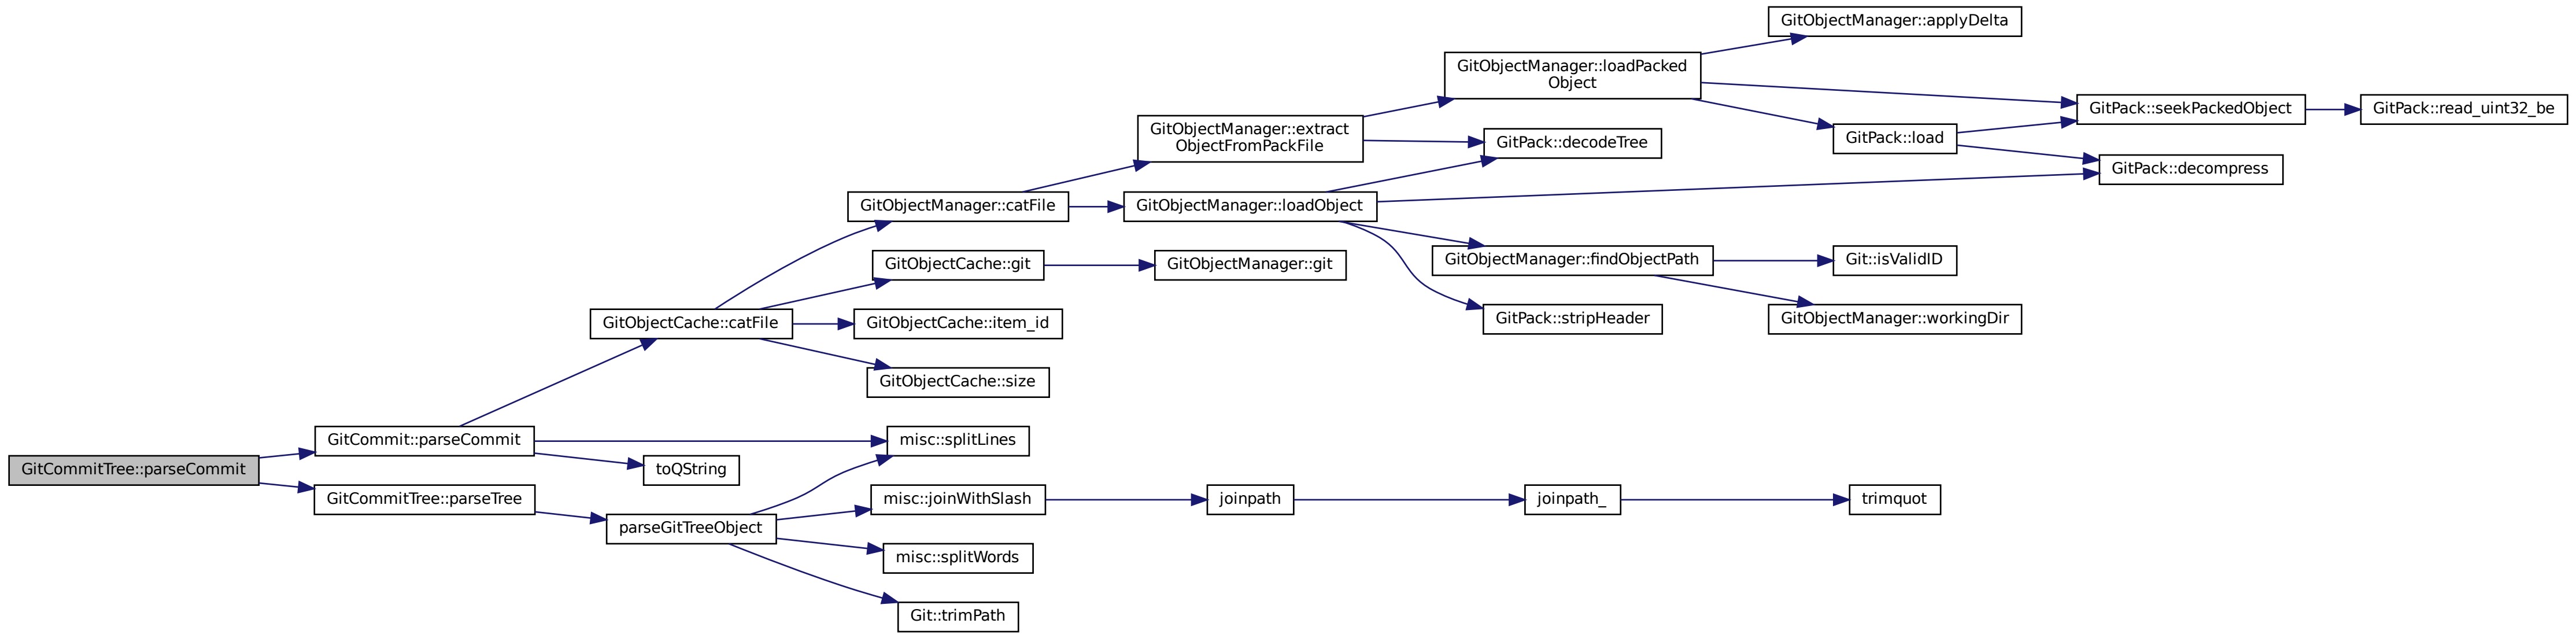 GitObjectManager::applyDelta
GitObjectManager::loadPacked
Object
GitPack::seekPackedObject
GitPack::read_uint32_be
GitObjectManager::extract
ObjectFromPackFile
GitPack::load
GitPack::decodeTree
GitPack::decompress
GitObjectManager::catFile
GitObjectManager::loadObject
GitObjectCache::git
GitObjectManager::git
GitObjectManager::findObjectPath
Git::isValidID
GitObjectCache::catFile
GitObjectCache::item_id
GitPack::stripHeader
GitObjectManager::workingDir
GitObjectCache::size
GitCommit::parseCommit
misc::splitLines
GitCommitTree::parseCommit
toQString
GitCommitTree::parseTree
misc::joinWithSlash
joinpath
joinpath_
trimquot
parseGitTreeObject
misc::splitWords
Git::trimPath